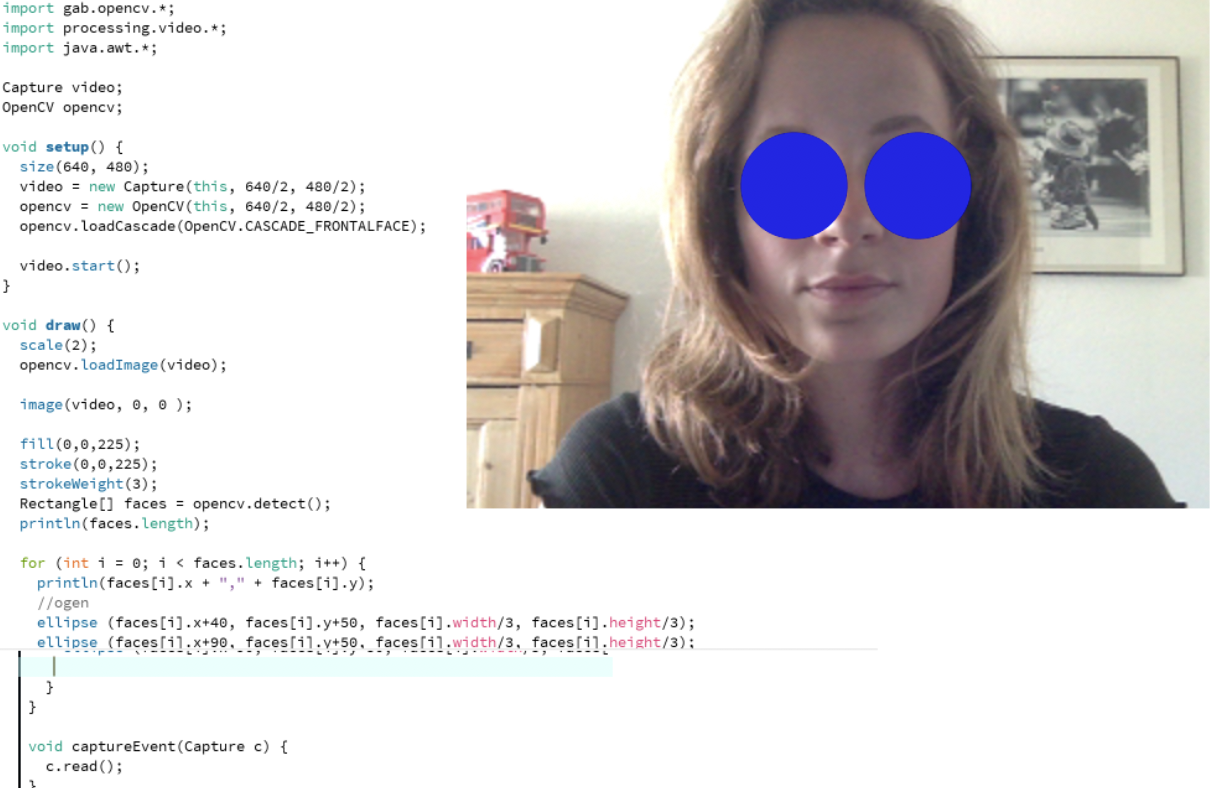 import gab.opencv.*;
import processing.video.*;
import java.awt.*;

Capture video;
OpenCV opencv;

void setup() {
  size(640, 480);
  video = new Capture(this, 640/2, 480/2);
  opencv = new OpenCV(this, 640/2, 480/2);
  opencv.loadCascade(OpenCV.CASCADE_FRONTALFACE);

  video.start();
}

void draw() {
  scale(2);
  opencv.loadImage(video);

  image(video, 0, 0 );

  fill(0,0,225);
  stroke(0,0,225);
  strokeWeight(3);
  Rectangle[] faces = opencv.detect();
  println(faces.length);

  for (int i = 0; i < faces.length; i++) {
    println(faces[i].x + "," + faces[i].y);
    //ogen
    ellipse (faces[i].x+40, faces[i].y+50, faces[i].width/3, faces[i].height/3);
    ellipse (faces[i].x+90, faces[i].y+50, faces[i].width/3, faces[i].height/3);

  }
}

void captureEvent(Capture c) {
  c.read();
}